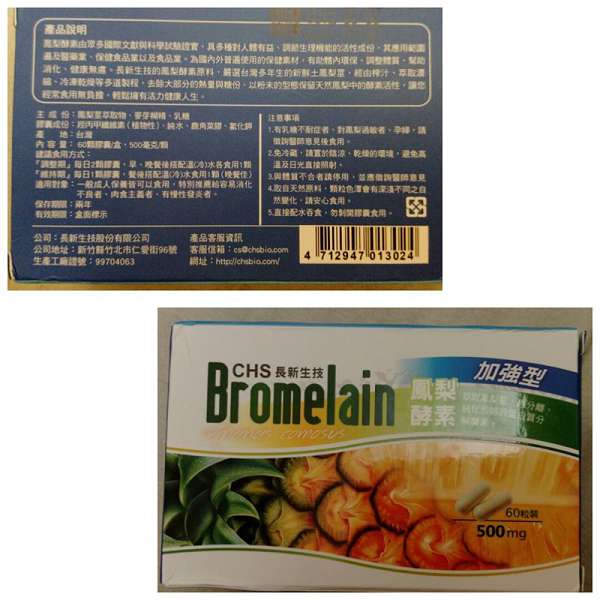 產品說明
鳳梨酵素由眾多國際文獻與科學試驗證實，具多種對人體有益、調節生理機能的活性成份，其應用範圍
遍及醫藥業、保健食品業以及食品業。為國內外普遍使用的保健素材，有助體內環保、調整體質、幫助
消化、健康無慮。長新生技的鳳梨酵素原料，嚴選台灣多年生的新鮮土鳳梨莖，經由榨汁、萃取濃
縮、冷凍乾燥等多道製程，去除大部分的熱量與糖份，以粉末的型態保留天然鳳梨中的酵素活性，讓您
經常食用無負擔，輕鬆擁有活力健康人生。
主 成 份：鳳梨莖萃取物、麥芽糊精、乳糖
膠囊成份：羥丙甲纖維素（植物性）、純水、鹿角菜膠、氯化鉀
產 地：台灣
內 容 量：60顆膠囊/盒，500毫克/顆
建議食用方式：
『調整期』每日2顆膠囊，早、晚餐後搭配溫(冷)水各食用1顆
『維持期』每日1顆膠囊，餐後搭配溫(冷)水食用1顆(晚餐佳)
適用對象：一般成人保養皆可以食用，特別推薦給容易消化
不良者、肉食主義者、有慢性發炎者。
保存期限：兩年
有效期限：盒面標示
注意事項：
1.有乳糖不耐症者、對鳳梨過敏者、孕婦，請
徵詢醫師意見
2.免冷藏，請置於陰涼、乾燥的環境，避免高
溫及日光直接照射。
3.與體質不合者請停用，並應徵詢醫師意見
4.取自天然原料，顆粒色澤會有深淺不同之自
然變化，請安心食用。
5.直接配水吞食，勿剝開膠囊食用。
公司：長新生技股份有限公司
公司地址：新竹縣竹北市仁愛街96號
生產工廠證號：99704063
產品客服資訊
客服信箱：cs@chsbio.com
網址：http://chsbio.com/
4 712947 013024
CHS 長新生技
Bromelain
鳳梨
酵素
加強型
comosus
60粒裝
500mg